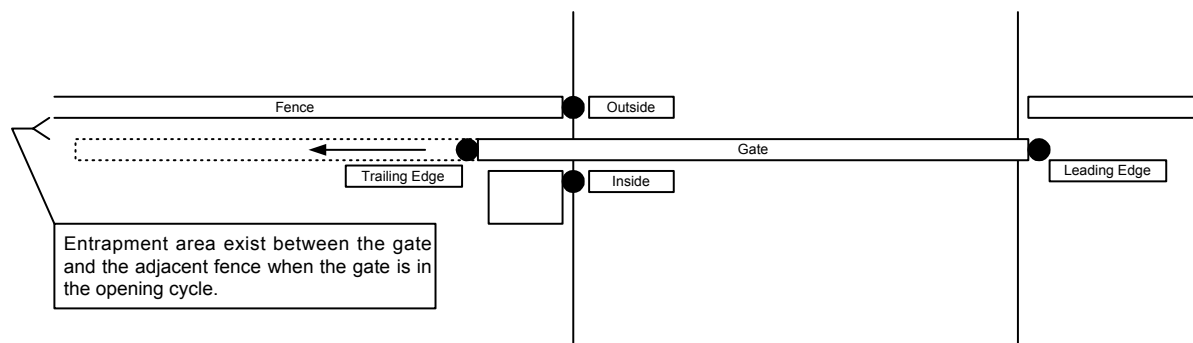 Fence
Outside
Gate
Trailing Edge
Inside
Leading Edge
Entrapment area exist between the gate
and the adjacent fence when the gate is in
the opening cycle.